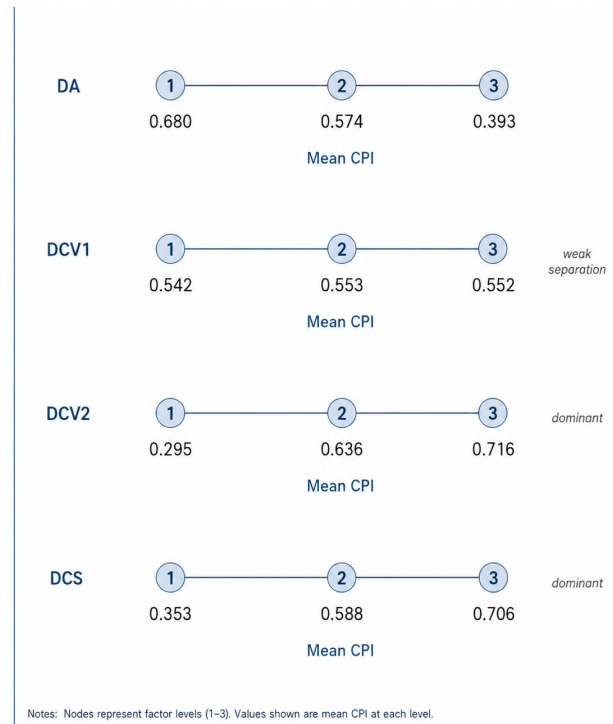 DA 1 2 3
0.680 0.574 0.393
Mean CPI
DCV1 1 2 3 weak
separation
0.542 0.553 0.552
Mean CPI
DCV2 1 2 3 dominant
0.295 0.636 0.716
Mean CPI
DCS 1 2 3 dominant
0.353 0.588 0.706
Mean CPI
Notes: Nodes represent factor levels (1–3). Values shown are mean CPI at each level.